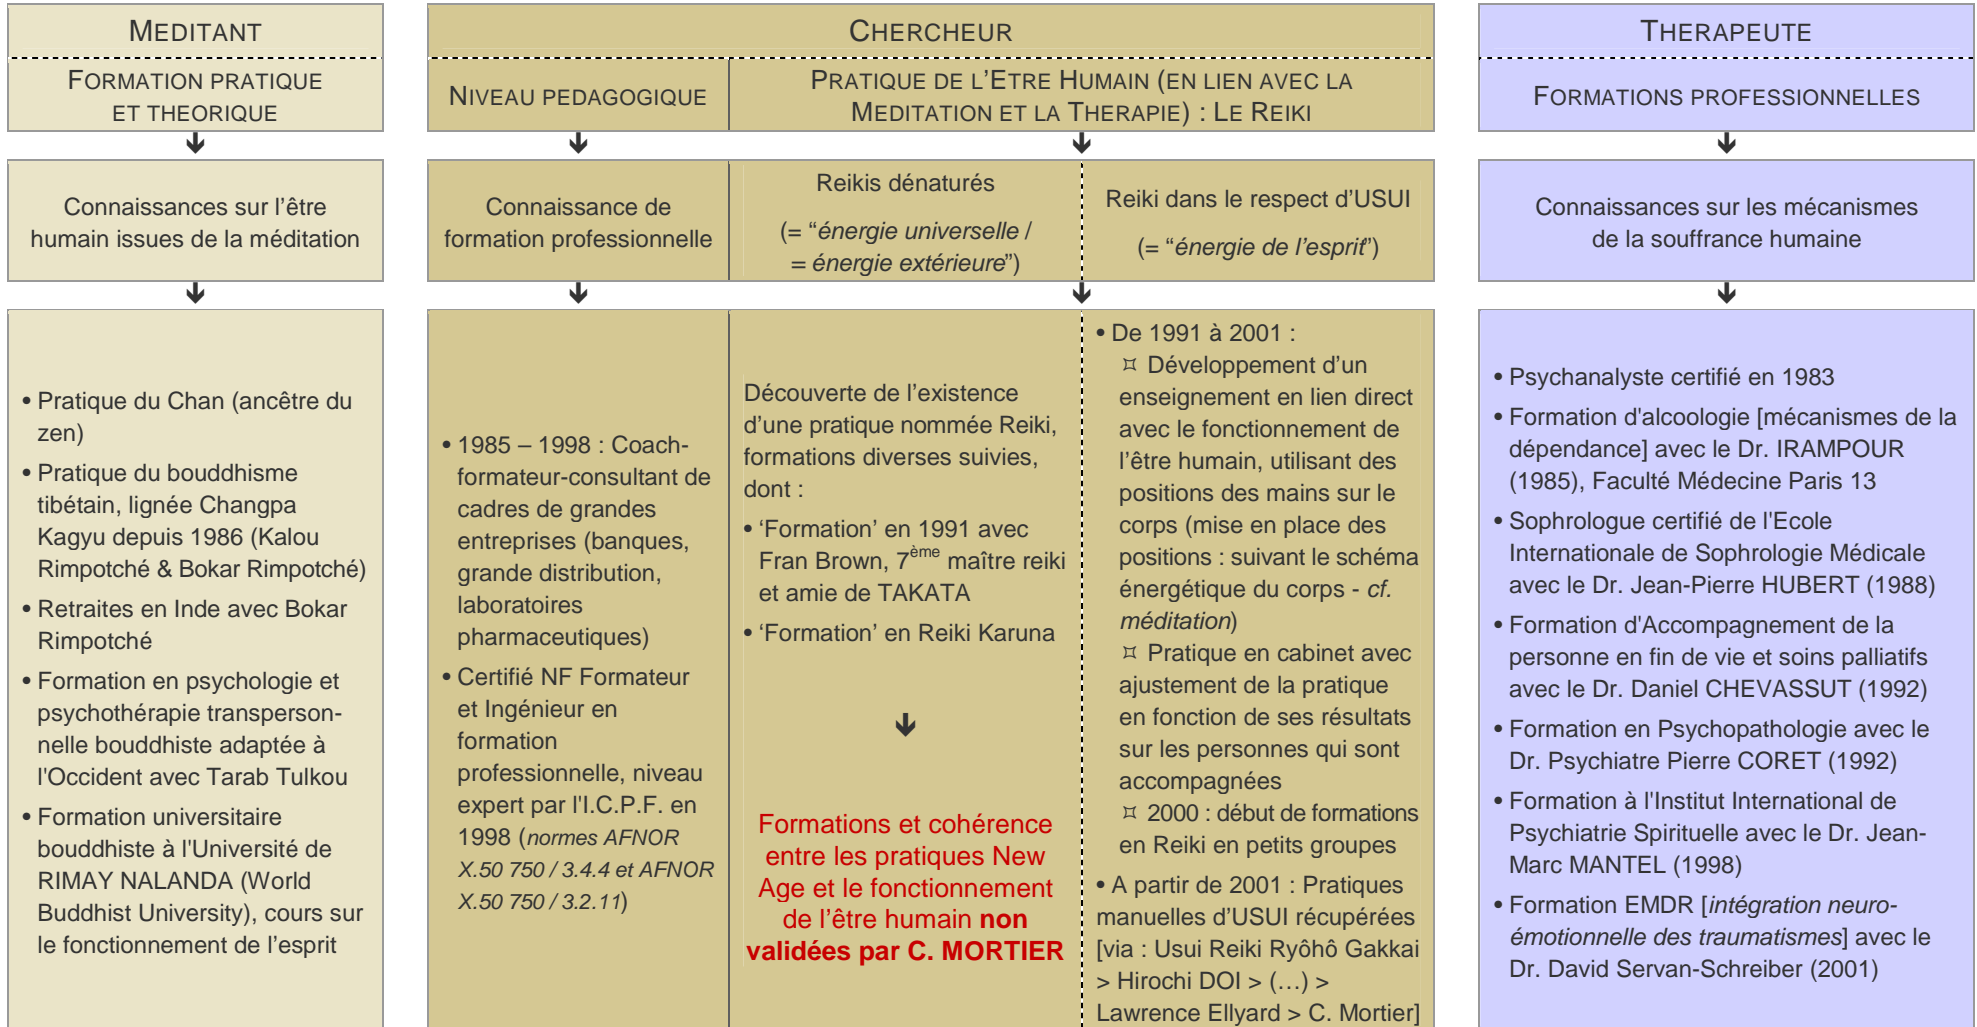 MEDITANT
FORMATION PRATIQUE
ET THEORIQUE
🡻
Connaissances sur l’être
humain issues de la méditation
🡻
• Pratique du Chan (ancêtre du
zen)
• Pratique du bouddhisme
tibétain, lignée Changpa
Kagyu depuis 1986 (Kalou
Rimpotché & Bokar Rimpotché)
• Retraites en Inde avec Bokar
Rimpotché
• Formation en psychologie et
psychothérapie transperson-
nelle bouddhiste adaptée à
l'Occident avec Tarab Tulkou
• Formation universitaire
bouddhiste à l'Université de
RIMAY NALANDA (World
Buddhist University), cours sur
le fonctionnement de l’esprit
CHERCHEUR
NIVEAU PEDAGOGIQUE
🡻
Connaissance de
formation professionnelle
🡻
• 1985 – 1998 : Coach-
formateur-consultant de
cadres de grandes
entreprises (banques,
grande distribution,
laboratoires
pharmaceutiques)
• Certifié NF Formateur
et Ingénieur en
formation
professionnelle, niveau
expert par l'I.C.P.F. en
1998 (normes AFNOR
X.50 750 / 3.4.4 et AFNOR
X.50 750 / 3.2.11)
PRATIQUE DE L’ETRE HUMAIN (EN LIEN AVEC LA
MEDITATION ET LA THERAPIE) : LE REIKI
🡻
Reikis dénaturés
(= “énergie universelle /
= énergie extérieure”)
Reiki dans le respect d’USUI
(= “énergie de l’esprit”)
🡻
Découverte de l’existence
d’une pratique nommée Reiki,
formations diverses suivies,
dont :
• ‘Formation’ en 1991 avec
Fran Brown, 7ème maître reiki
et amie de TAKATA
• ‘Formation’ en Reiki Karuna
🡻
Formations et cohérence
entre les pratiques New
Age et le fonctionnement
de l’être humain non
validées par C. MORTIER
• De 1991 à 2001 :
¤ Développement d’un
enseignement en lien direct
avec le fonctionnement de
l’être humain, utilisant des
positions des mains sur le
corps (mise en place des
positions : suivant le schéma
énergétique du corps - cf.
méditation)
¤ Pratique en cabinet avec
ajustement de la pratique
en fonction de ses résultats
sur les personnes qui sont
accompagnées
¤ 2000 : début de formations
en Reiki en petits groupes
• A partir de 2001 : Pratiques
manuelles d’USUI récupérées
[via : Usui Reiki Ryôhô Gakkai
> Hirochi DOI > (…) >
Lawrence Ellyard > C. Mortier]
THERAPEUTE
FORMATIONS PROFESSIONNELLES
🡻
Connaissances sur les mécanismes
de la souffrance humaine
🡻
• Psychanalyste certifié en 1983
• Formation d'alcoologie [mécanismes de la
dépendance] avec le Dr. IRAMPOUR
(1985), Faculté Médecine Paris 13
• Sophrologue certifié de l'Ecole
Internationale de Sophrologie Médicale
avec le Dr. Jean-Pierre HUBERT (1988)
• Formation d'Accompagnement de la
personne en fin de vie et soins palliatifs
avec le Dr. Daniel CHEVASSUT (1992)
• Formation en Psychopathologie avec le
Dr. Psychiatre Pierre CORET (1992)
• Formation à l'Institut International de
Psychiatrie Spirituelle avec le Dr. Jean-
Marc MANTEL (1998)
• Formation EMDR [intégration neuro-
émotionnelle des traumatismes] avec le
Dr. David Servan-Schreiber (2001)